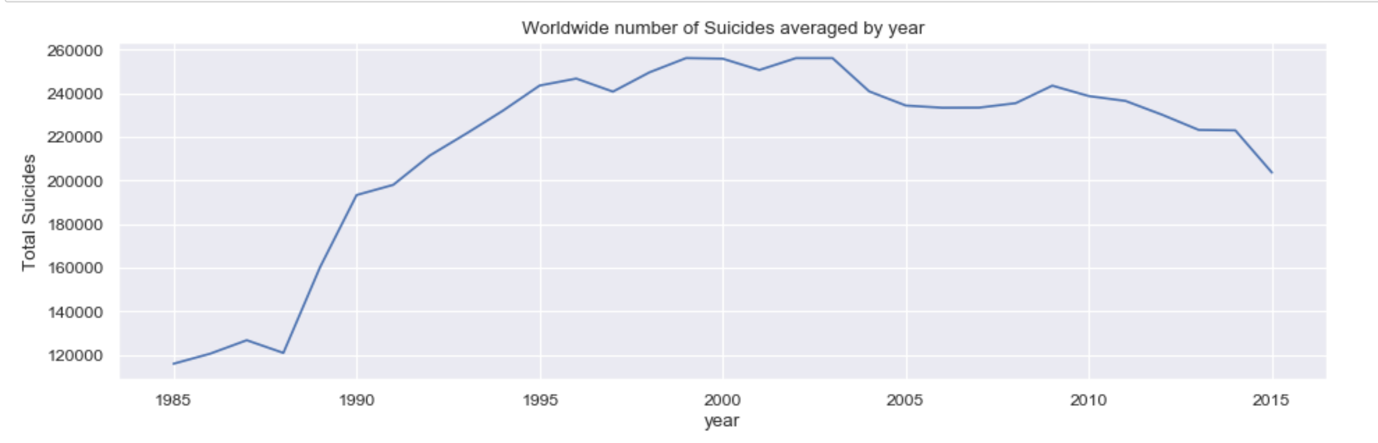 Worldwide number of Suicides averaged by year
260000
240000
220000
200000
180000
160000
140000
120000
Total Suicides
1985 1990 1995 2000 2005 2010 2015
year